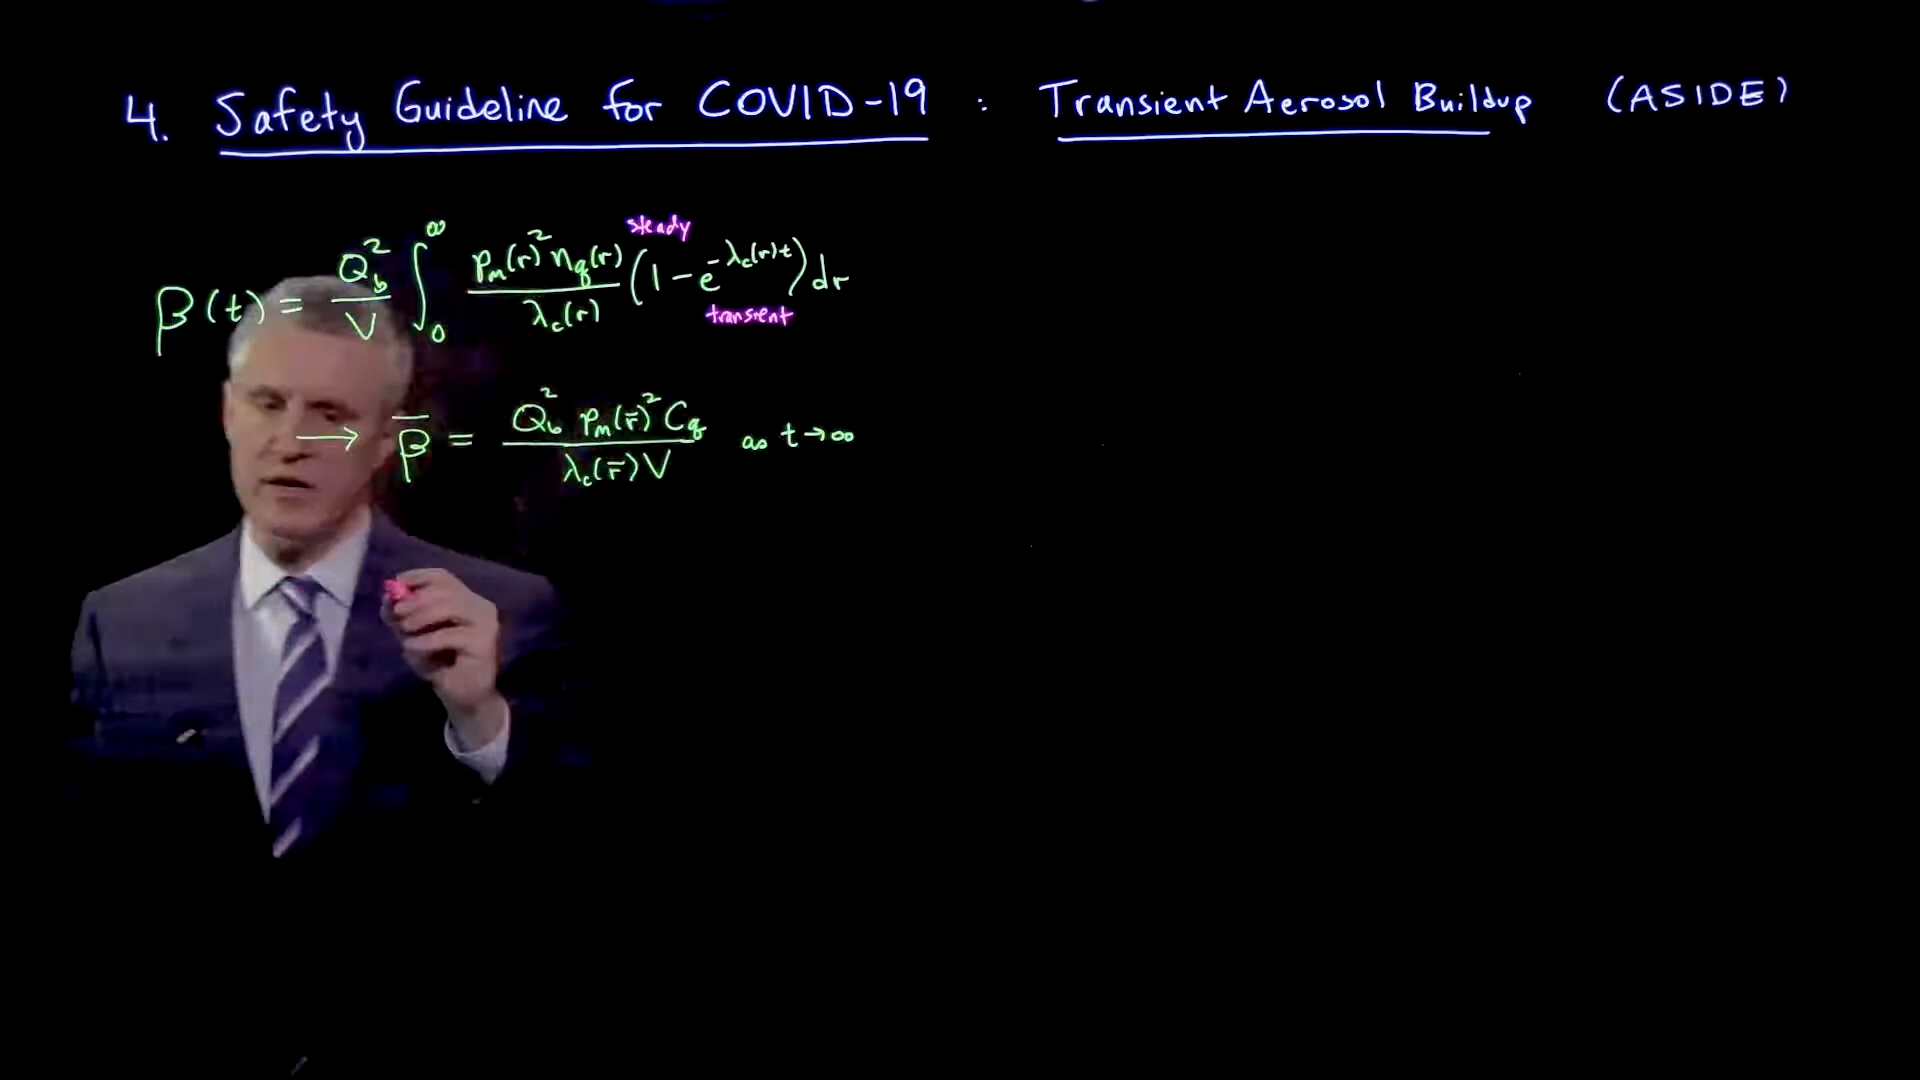 4. Safety Guideline for COVID-19 : Transient Aerosol Buildup (ASIDE)
β(t) = Q_b²/V ∫_0^∞ p_m(r)² n_q(r)/λ_c(r) (1 - e^{-λ_c(r)t}) dr
steady
transient
→ β̄ = Q_b² p_m(r̄)² C_q / λ_c(r̄)V as t→∞